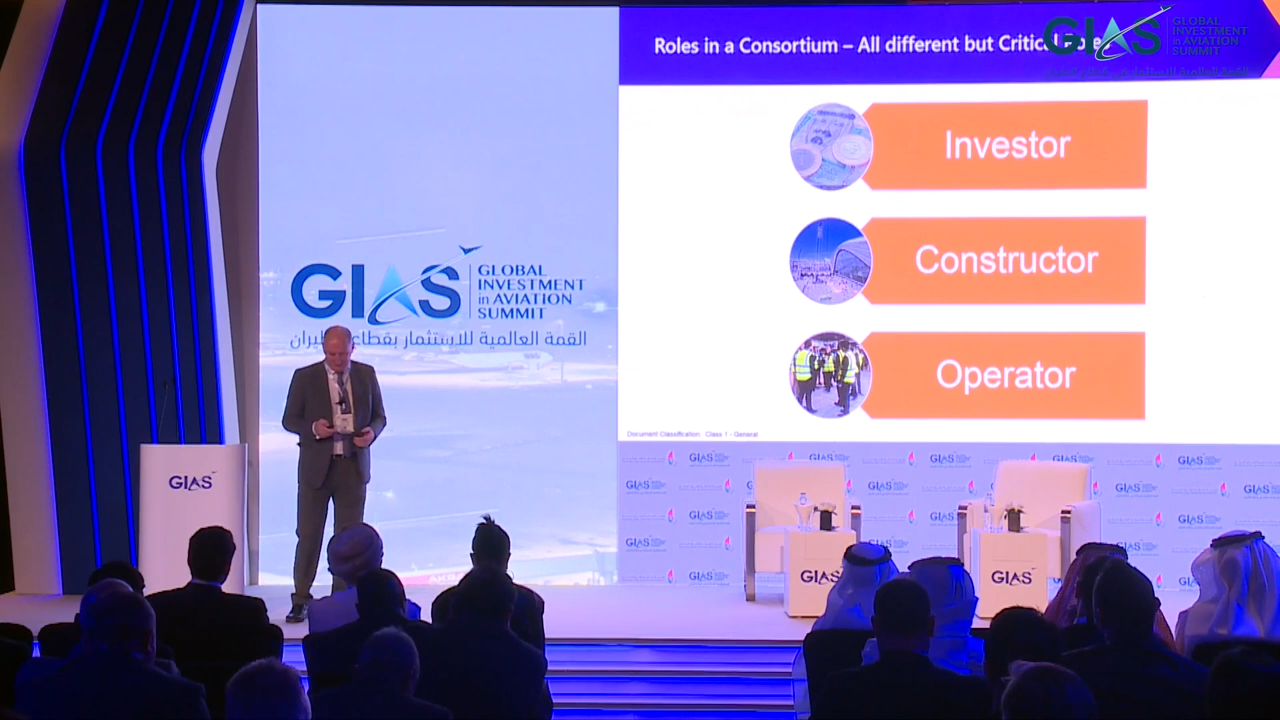 Roles in a Consortium – All different but Critical
GIAS
GLOBAL
INVESTMENT
in AVIATION
SUMMIT
Investor
Constructor
Operator
Document Classification: Class 1 - General
GIAS
GLOBAL
INVESTMENT
in AVIATION
SUMMIT
القمة العالمية للاستثمار بقطاع الطيران
GIAS
GIAS
GIAS